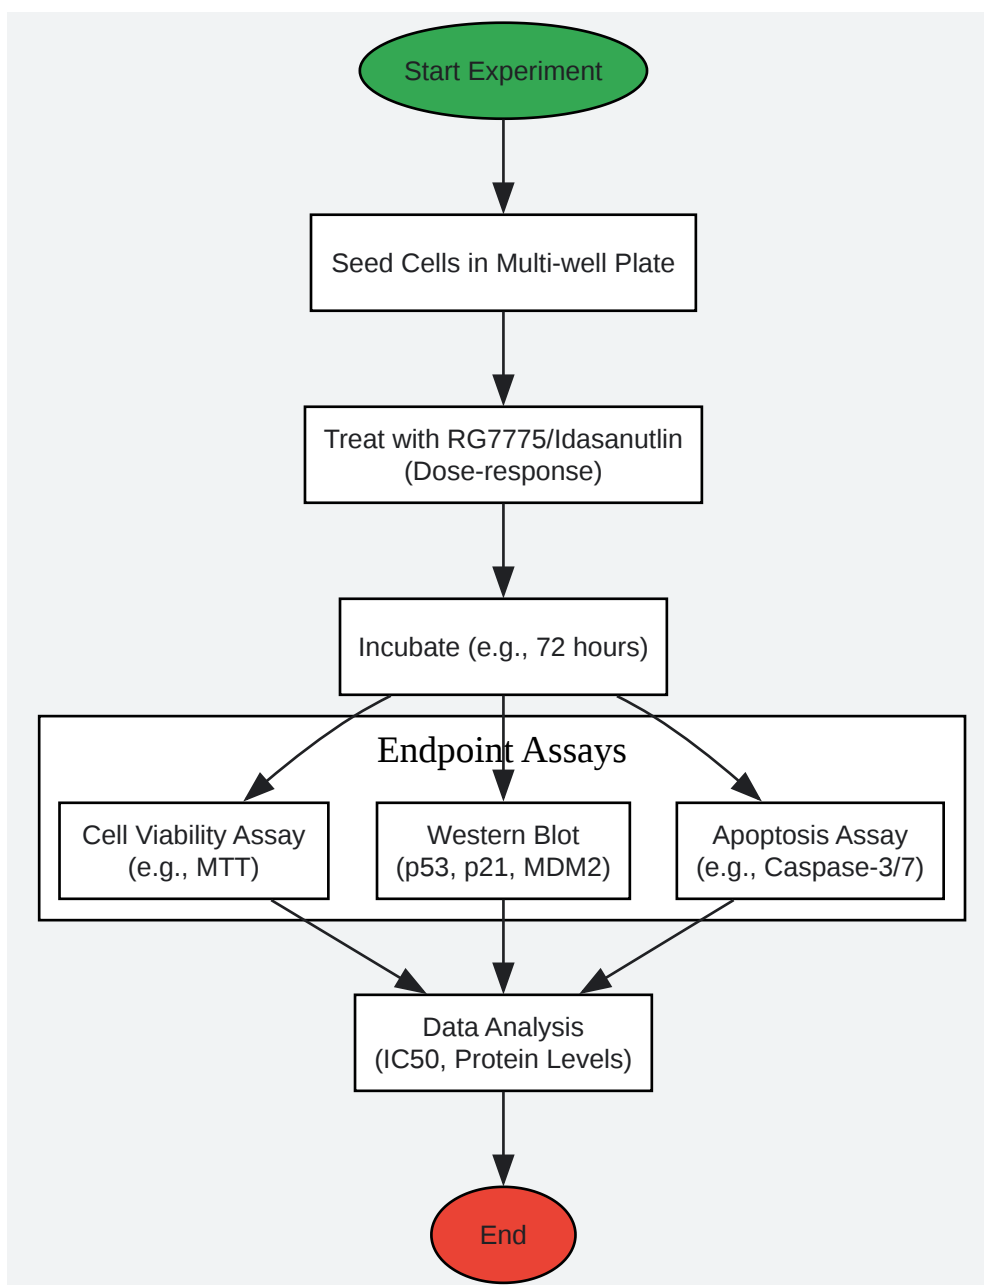 Start Experiment
Seed Cells in Multi-well Plate
Treat with RG7775/Idasanutlin
(Dose-response)
Incubate (e.g., 72 hours)
Endpoint Assays
Cell Viability Assay
(e.g., MTT)
Western Blot
(p53, p21, MDM2)
Apoptosis Assay
(e.g., Caspase-3/7)
Data Analysis
(IC50, Protein Levels)
End